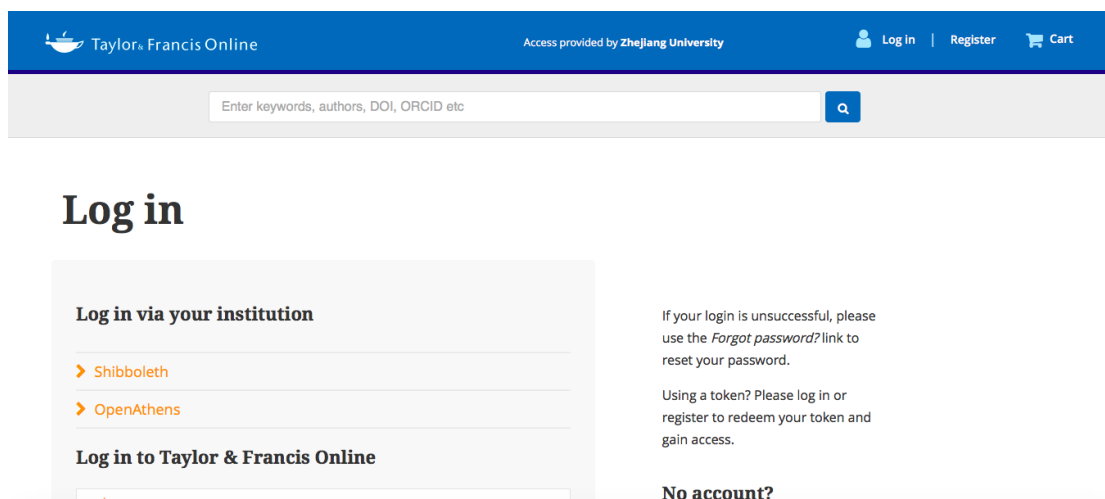 Taylor & Francis Online
Access provided by Zhejiang University
Log in | Register
Cart
Enter keywords, authors, DOI, ORCID etc
Log in
Log in via your institution
Shibboleth
OpenAthens
Log in to Taylor & Francis Online
If your login is unsuccessful, please
use the Forgot password? link to
reset your password.
Using a token? Please log in or
register to redeem your token and
gain access.
No account?